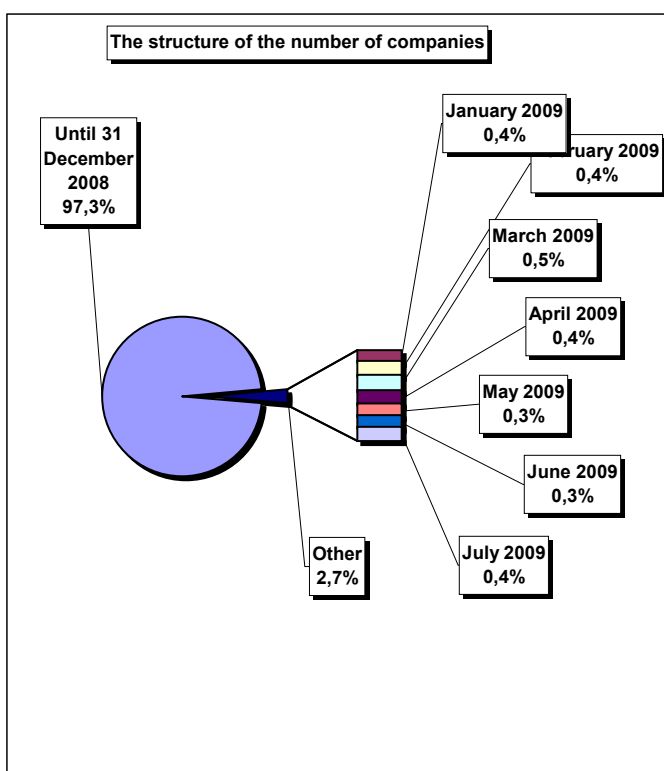 The structure of the number of companies
Until 31
December
2008
97,3%
January 2009
0,4%
ruary 2009
0,4%
March 2009
0,5%
April 2009
0,4%
May 2009
0,3%
June 2009
0,3%
July 2009
0,4%
Other
2,7%